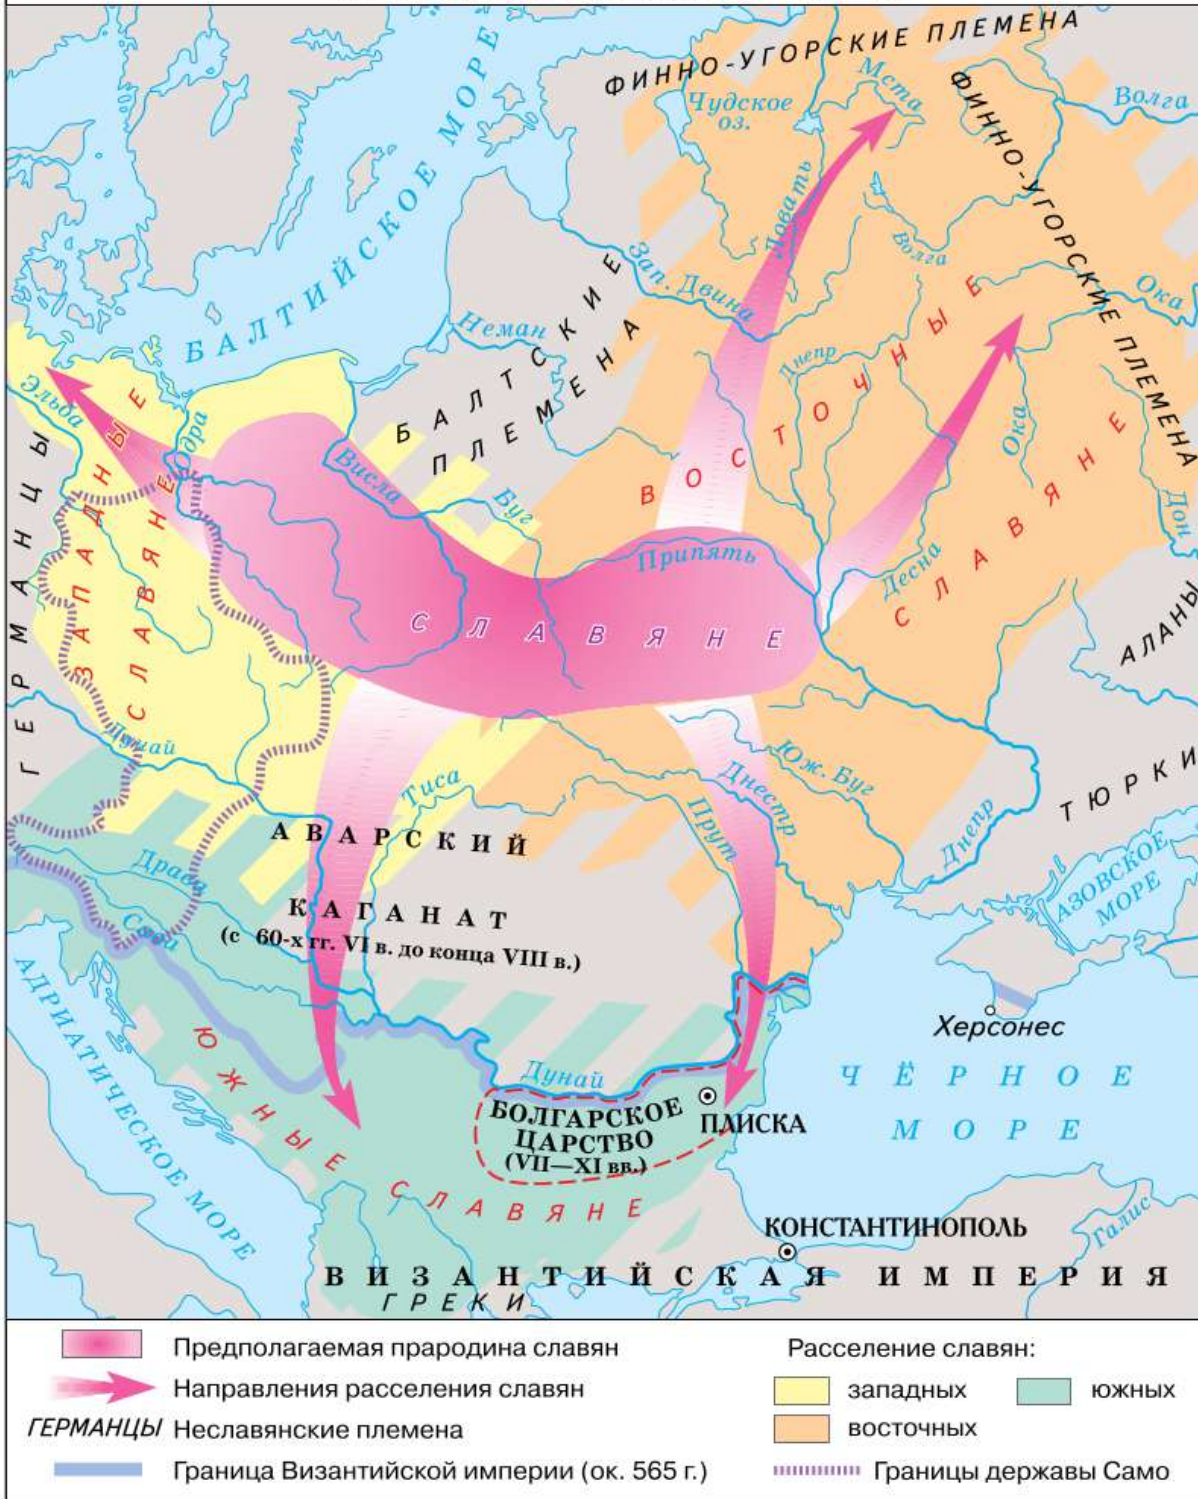 ФИННО-УГОРСКИЕ ПЛЕМЕНА
Мста
Чудское
оз.
ФИННО-УГОРСКИЕ ПЛЕМЕНА
Волга
БАЛТИЙСКОЕ МОРЕ
Ловать
Волга
Зап. Двина
Ока
Неман
БАЛТСКИЕ
ПЛЕМЕНА
Днепр
ВОСТОЧНЫЕ
СЛАВЯНЕ
Эльба
Одра
ЗАПАДНЫЕ
СЛАВЯНЕ
ГЕРМАНЦЫ
Висла
Буг
Ока
Дон
Припять
Десна
СЛАВЯНЕ
АЛАНЫ
Дунай
Тиса
Юж. Буг
Днестр
Прут
ТЮРКИ
Днепр
АВАРСКИЙ
КАГАНАТ
(с 60-х гг. VI в. до конца VIII в.)
Драва
Сава
АЗОВСКОЕ
МОРЕ
АДРИАТИЧЕСКОЕ МОРЕ
Херсонес
ЮЖНЫЕ СЛАВЯНЕ
Дунай
БОЛГАРСКОЕ
ЦАРСТВО
(VII—XI вв.)
ПЛИСКА
ЧЁРНОЕ
МОРЕ
КОНСТАНТИНОПОЛЬ
Галис
ВИЗАНТИЙСКАЯ ИМПЕРИЯ
ГРЕКИ
Предполагаемая прародина славян
Направления расселения славян
ГЕРМАНЦЫ Неславянские племена
Граница Византийской империи (ок. 565 г.)
Расселение славян:
западных
южных
восточных
Границы державы Само